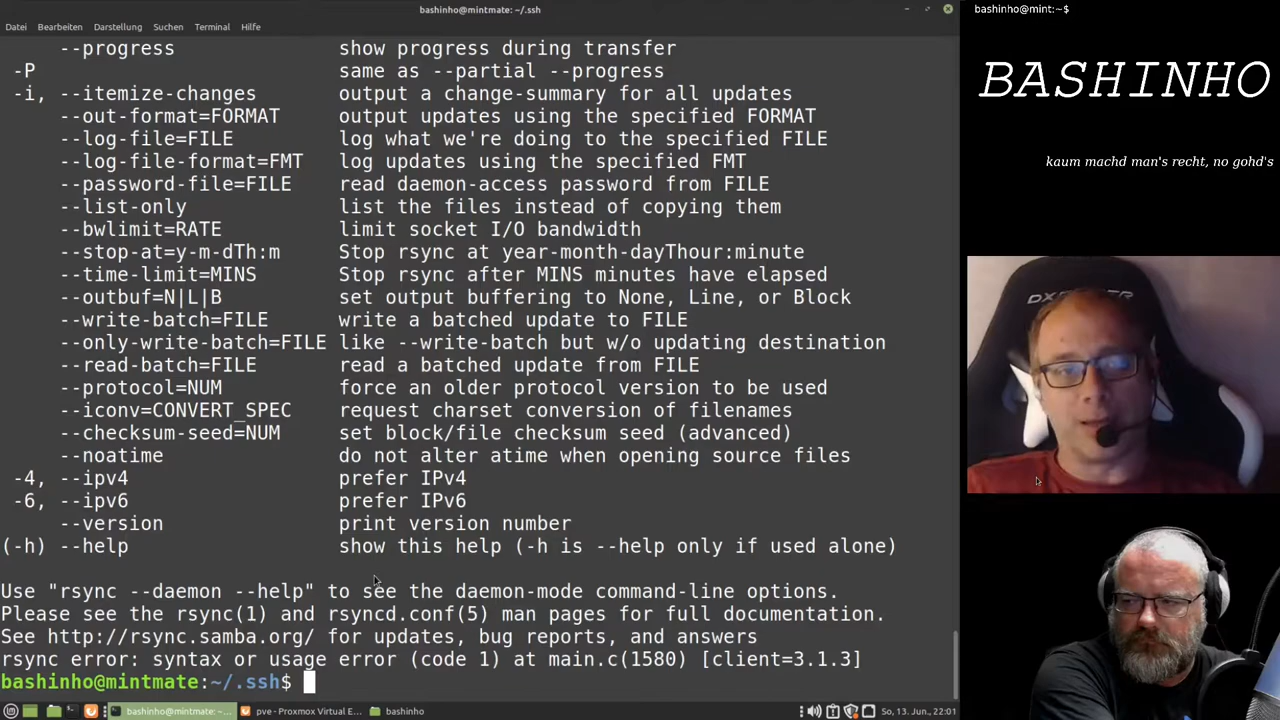 bashinho@mintmate: ~/.ssh
Datei Bearbeiten Darstellung Suchen Terminal Hilfe
--progress show progress during transfer
-P same as --partial --progress
-i, --itemize-changes output a change-summary for all updates
--out-format=FORMAT output updates using the specified FORMAT
--log-file=FILE log what we're doing to the specified FILE
--log-file-format=FMT log updates using the specified FMT
--password-file=FILE read daemon-access password from FILE
--list-only list the files instead of copying them
--bwlimit=RATE limit socket I/O bandwidth
--stop-at=y-m-dTh:m Stop rsync at year-month-dayThour:minute
--time-limit=MINS Stop rsync after MINS minutes have elapsed
--outbuf=N|L|B set output buffering to None, Line, or Block
--write-batch=FILE write a batched update to FILE
--only-write-batch=FILE like --write-batch but w/o updating destination
--read-batch=FILE read a batched update from FILE
--protocol=NUM force an older protocol version to be used
--iconv=CONVERT_SPEC request charset conversion of filenames
--checksum-seed=NUM set block/file checksum seed (advanced)
--noatime do not alter atime when opening source files
-4, --ipv4 prefer IPv4
-6, --ipv6 prefer IPv6
--version print version number
(-h) --help show this help (-h is --help only if used alone)
Use "rsync --daemon --help" to see the daemon-mode command-line options.
Please see the rsync(1) and rsyncd.conf(5) man pages for full documentation.
See http://rsync.samba.org/ for updates, bug reports, and answers
rsync error: syntax or usage error (code 1) at main.c(1580) [client=3.1.3]
bashinho@mintmate:~/.ssh$
bashinho@mintmate: ~... pve - Proxmox Virtual E... bashinho So, 13. Jun., 22:01
bashinho@mint:~$
BASHINHO
kaum machd man's recht, no gohd's